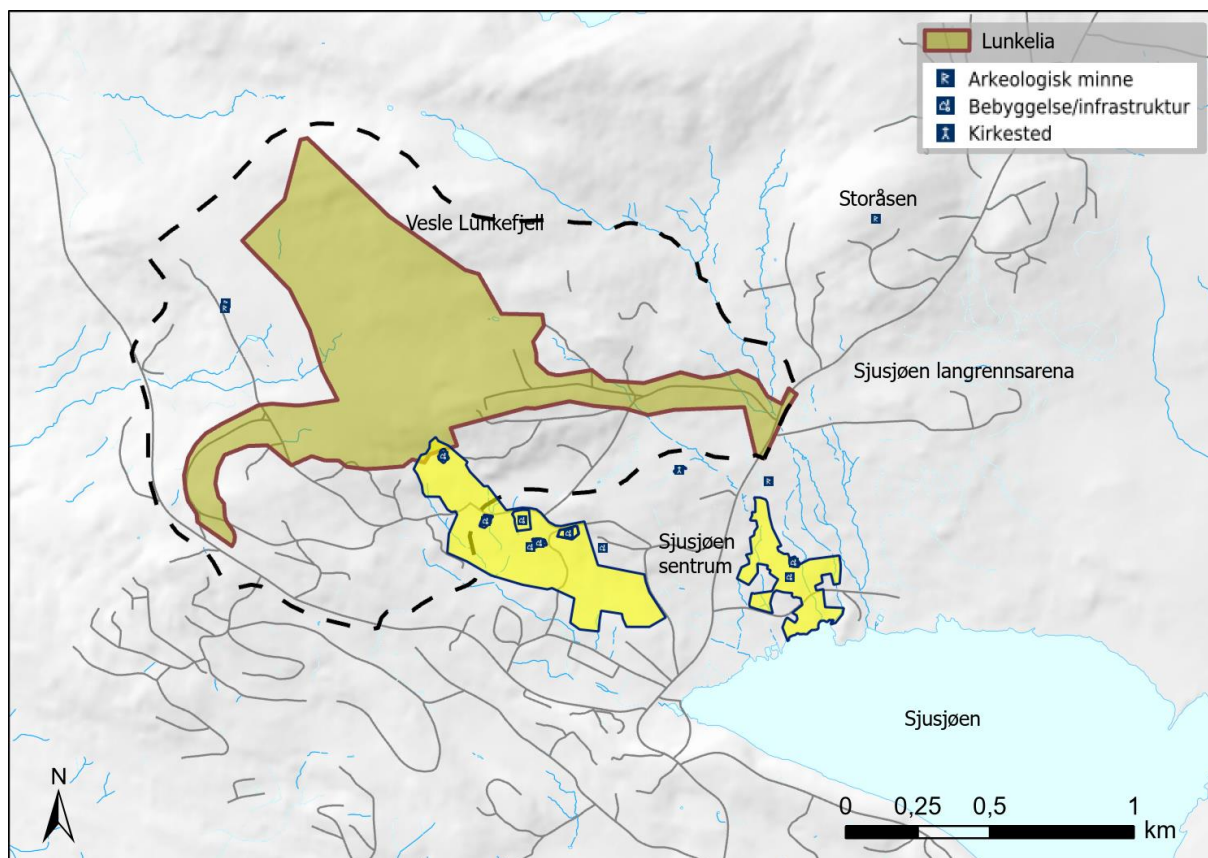 Lunkelia
Arkeologisk minne
Bebyggelse/infrastruktur
Kirkested
Storåsen
Vesle Lunkefjell
Sjusjøen langrennsarena
Sjusjøen
sentrum
Sjusjøen
N
0 0,25 0,5 1
km